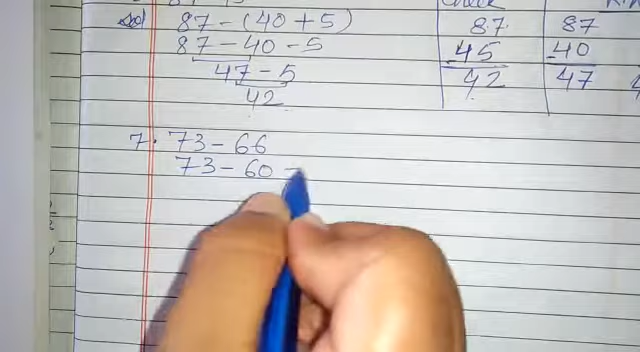 Sol 87 - (40 + 5)
87 - 40 - 5
47 - 5
42
7. 73 - 66
73 - 60 -
Check
87
- 45
42
87
- 40
47